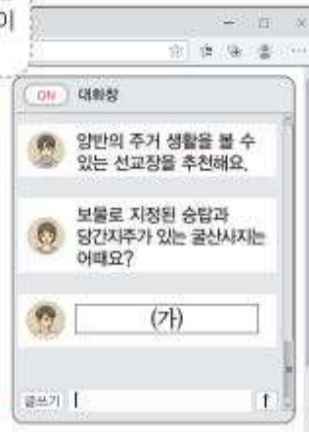 이
ON 대화창
양반의 주거 생활을 볼 수
있는 선교장을 추천해요.
보물로 지정된 승탑과
당간지주가 있는 굴산사지는
어때요?
(가)
글쓰기